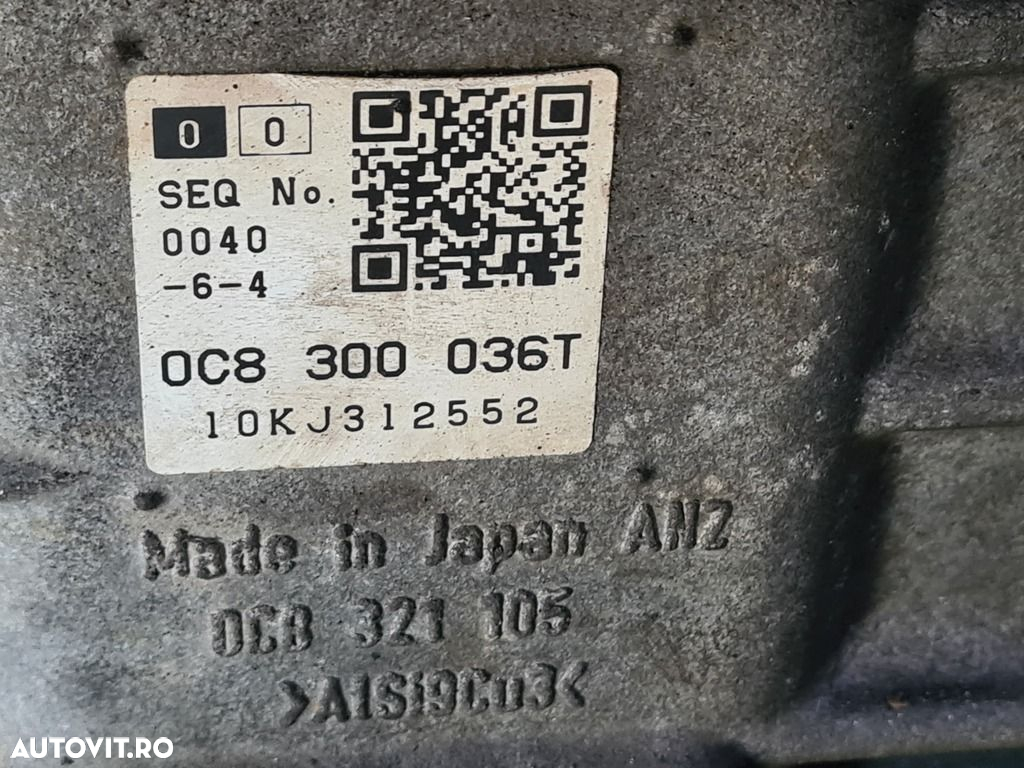 0 0
SEQ No.
0040
-6-4
0C8 300 036T
10KJ312552
Made in Japan ANZ
0C8 321 105
>AlSi9Cu3<
AUTOVIT.RO